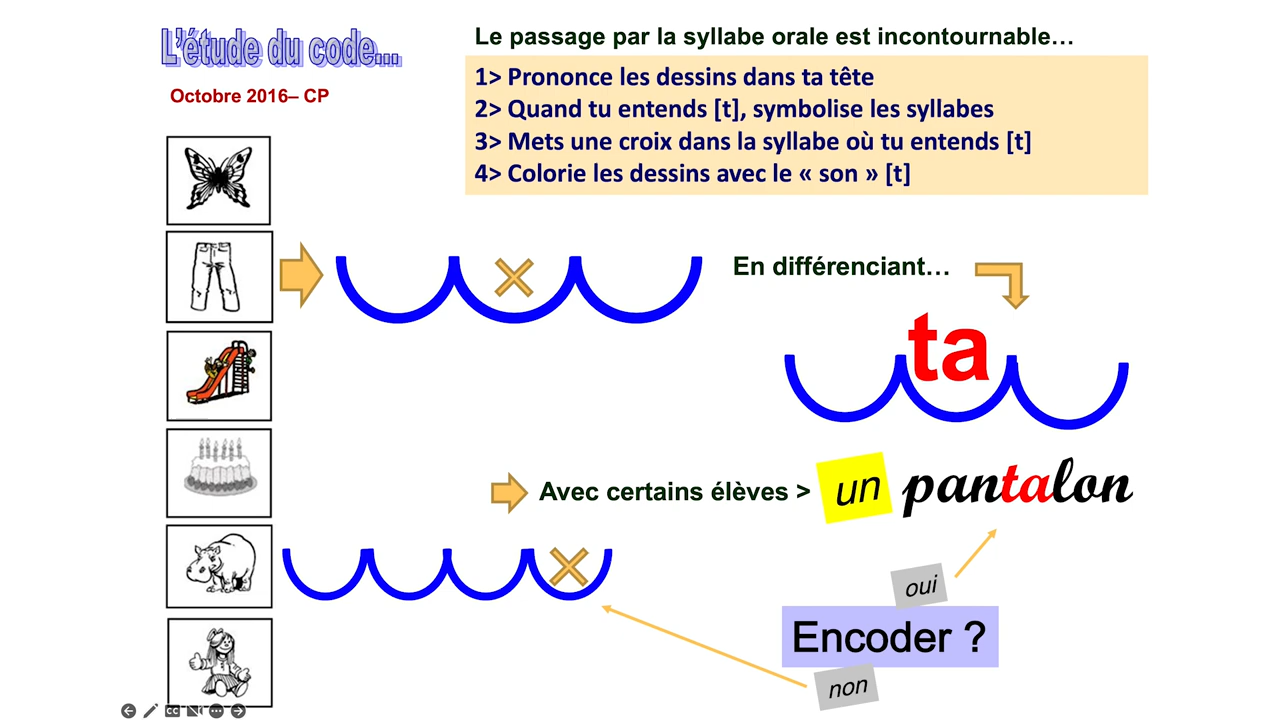 L'étude du code...
Octobre 2016– CP
Le passage par la syllabe orale est incontournable…
1> Prononce les dessins dans ta tête
2> Quand tu entends [t], symbolise les syllabes
3> Mets une croix dans la syllabe où tu entends [t]
4> Colorie les dessins avec le « son » [t]
En différenciant…
ta
Avec certains élèves > un pantalon
oui
Encoder ?
non
CC